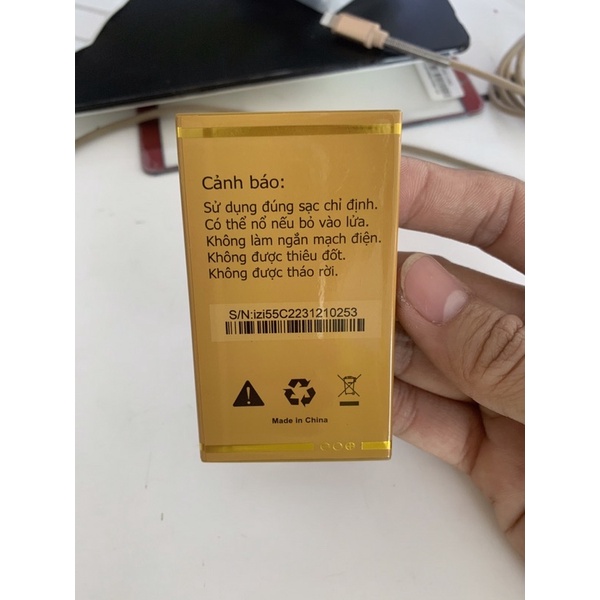 Cảnh báo:
Sử dụng đúng sạc chỉ định.
Có thể nổ nếu bỏ vào lửa.
Không làm ngắn mạch điện.
Không được thiêu đốt.
Không được tháo rời.
S/N:izi55C2231210253
Made in China